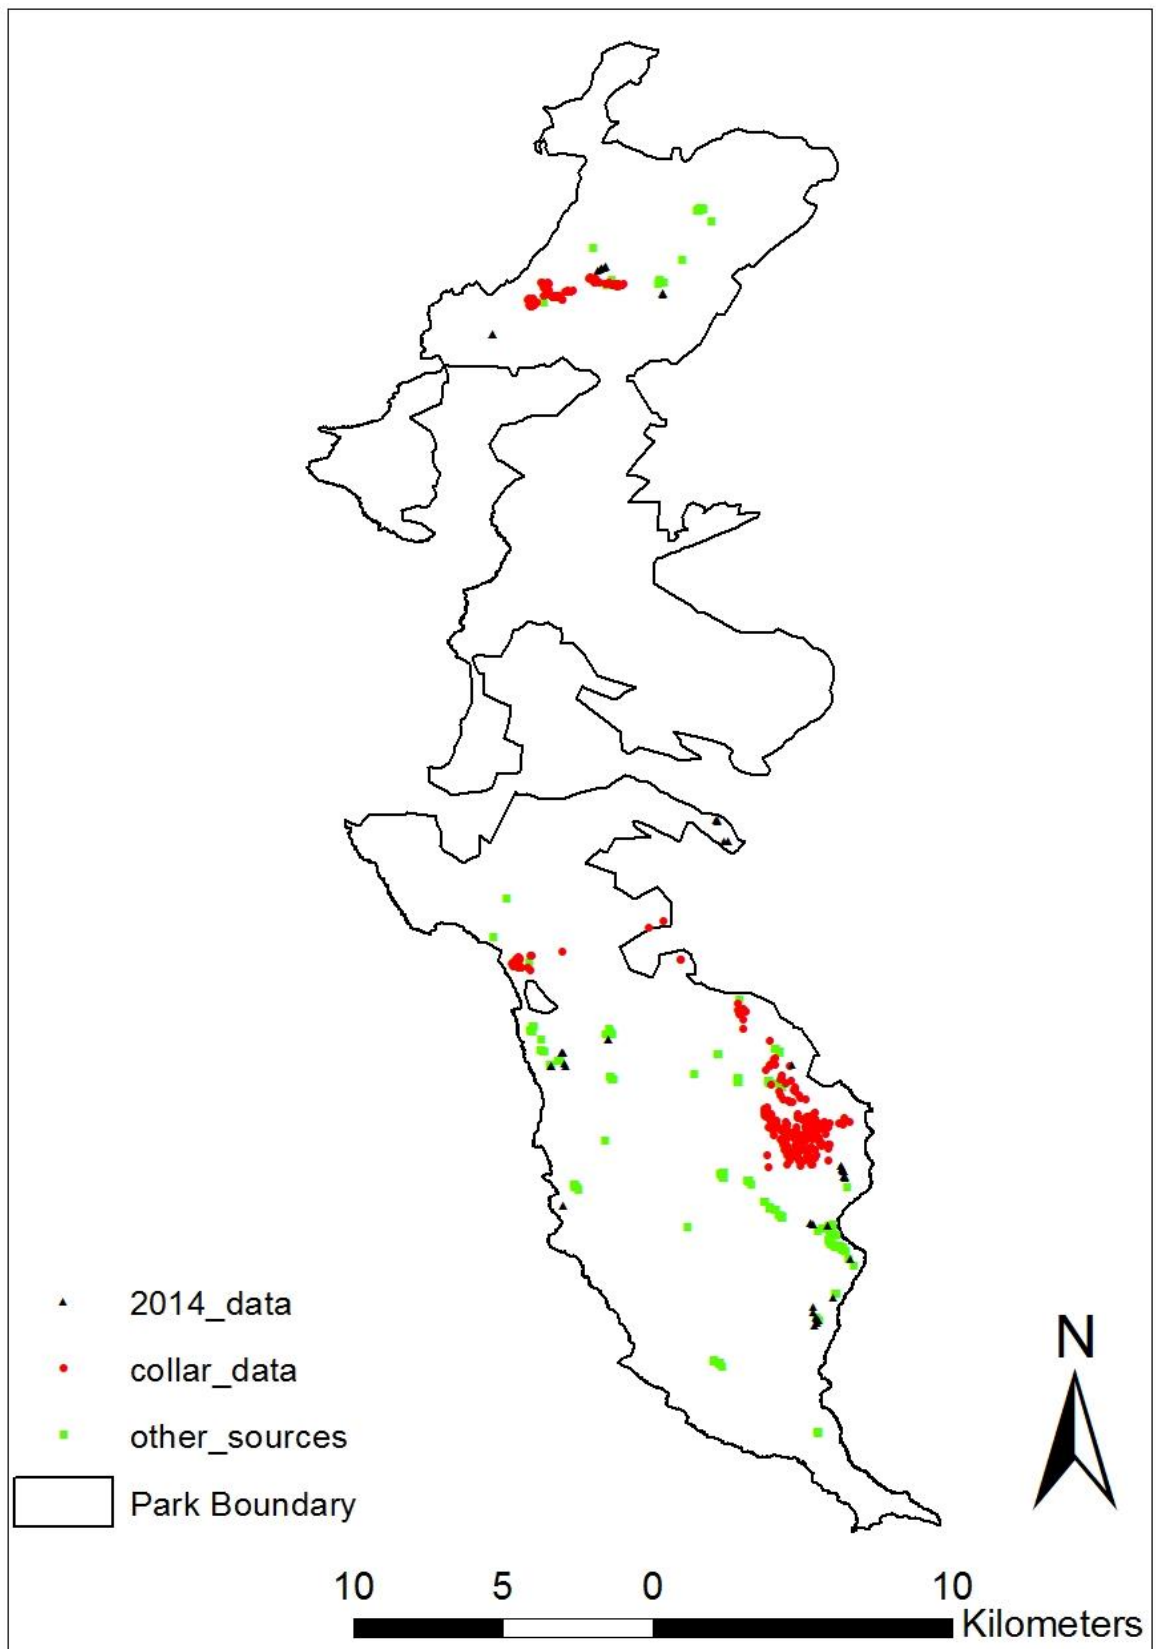 2014_data
collar_data
other_sources
Park Boundary
N
10 5 0 10
Kilometers